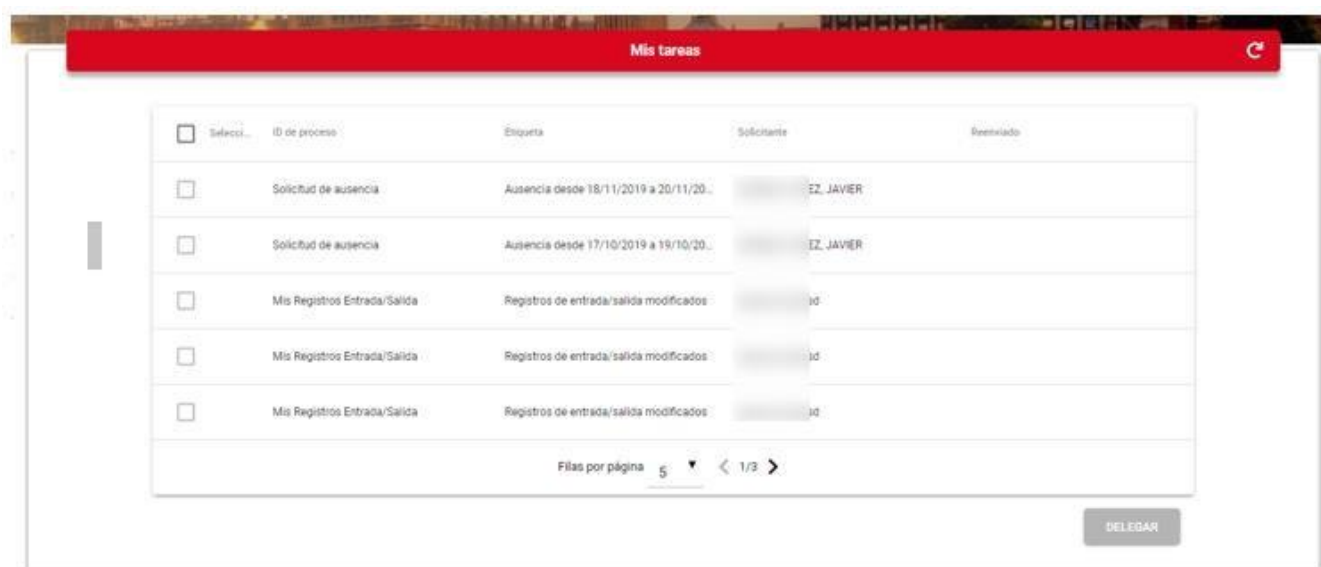 Mis tareas
Selecci... ID de proceso Etiqueta Solicitante Reenviado
Solicitud de ausencia Ausencia desde 18/11/2019 a 20/11/20... EZ, JAVIER
Solicitud de ausencia Ausencia desde 17/10/2019 a 19/10/20... EZ, JAVIER
Mis Registros Entrada/Salida Registros de entrada/salida modificados
Mis Registros Entrada/Salida Registros de entrada/salida modificados
Mis Registros Entrada/Salida Registros de entrada/salida modificados
Filas por página 5 1/3
DELEGAR